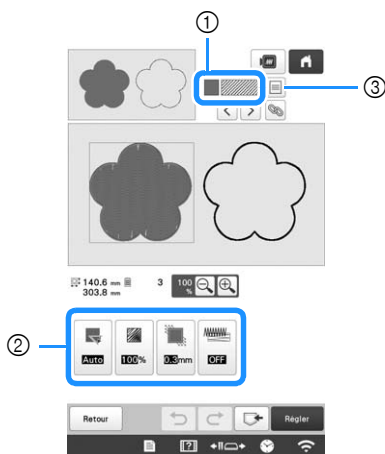 ①
③
140.6 mm 3 100 %
303.8 mm
②
Auto 100% 0.3mm OFF
Retour Régler